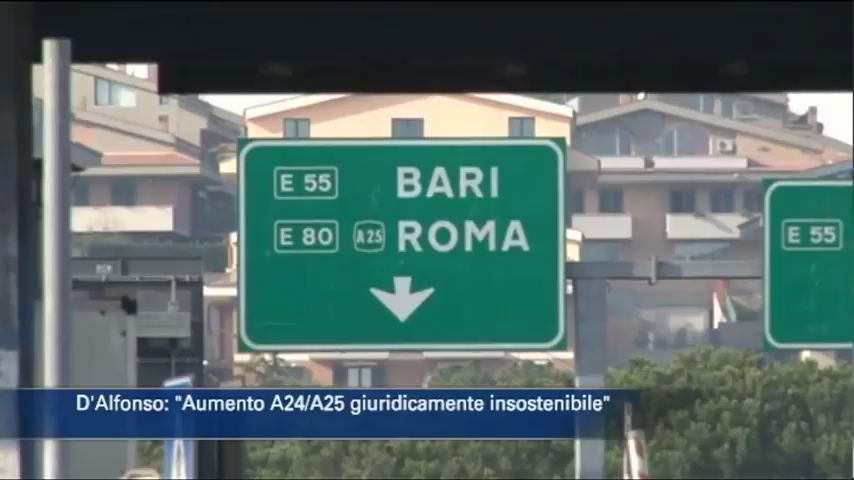 E 55 BARI
E 80 A25 ROMA
E 55
D'Alfonso: "Aumento A24/A25 giuridicamente insostenibile"